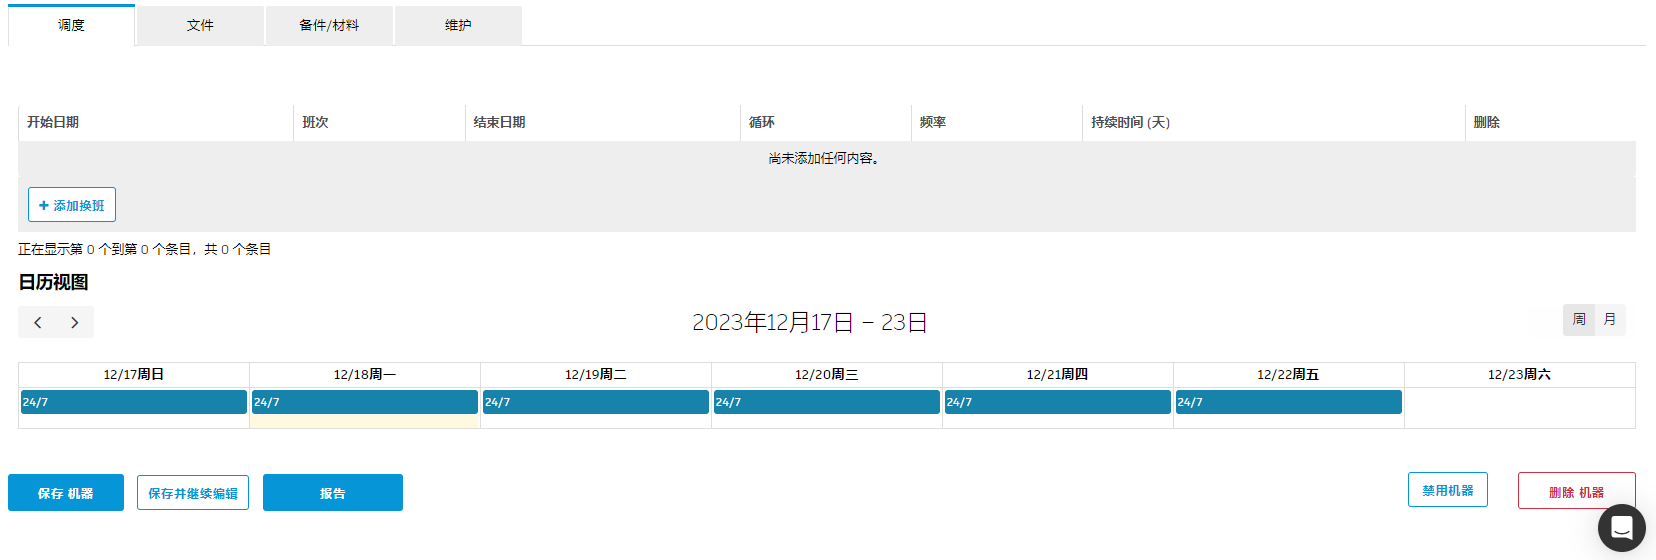 调度 文件 备件/材料 维护
开始日期 班次 结束日期 循环 频率 持续时间 (天) 删除
尚未添加任何内容。
+ 添加换班
正在显示第 0 个到第 0 个条目，共 0 个条目
日历视图
2023年12月17日 – 23日 周 月
12/17周日 12/18周一 12/19周二 12/20周三 12/21周四 12/22周五 12/23周六
24/7 24/7 24/7 24/7 24/7 24/7
保存 机器 保存并继续编辑 报告 禁用机器 删除 机器